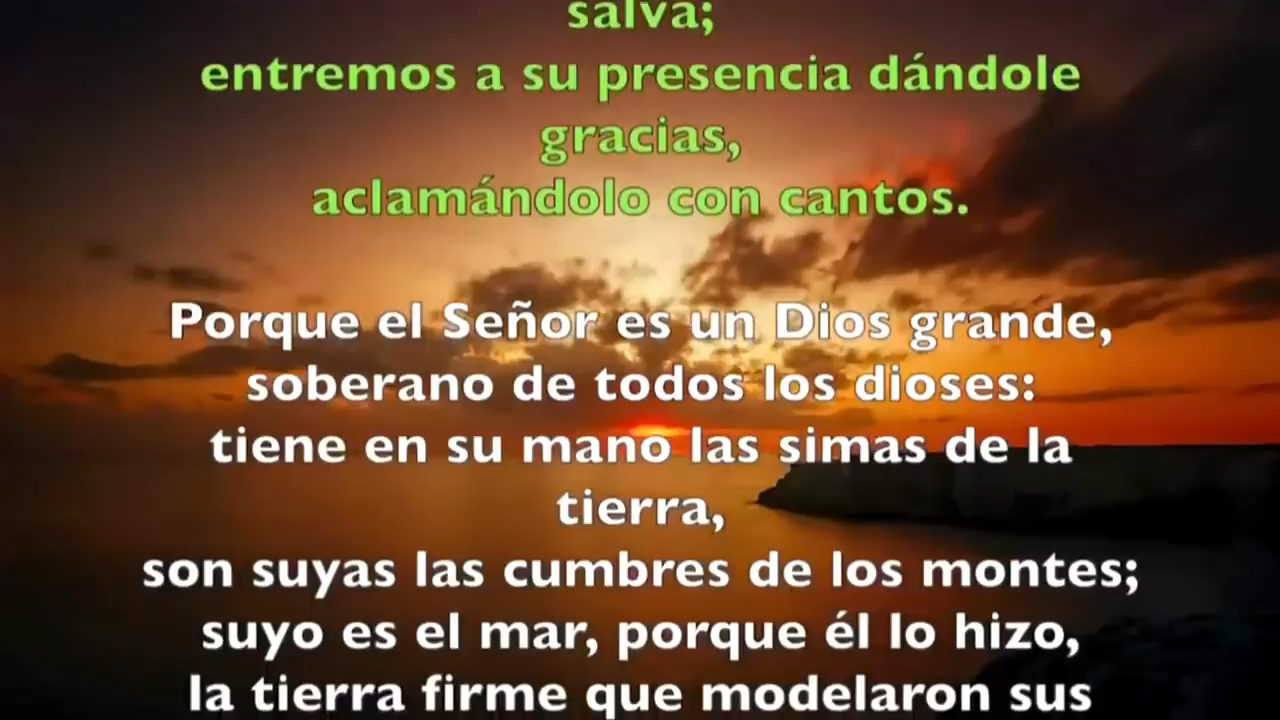 salva;
entremos a su presencia dándole
gracias,
aclamándolo con cantos.
Porque el Señor es un Dios grande,
soberano de todos los dioses:
tiene en su mano las simas de la
tierra,
son suyas las cumbres de los montes;
suyo es el mar, porque él lo hizo,
la tierra firme que modelaron sus